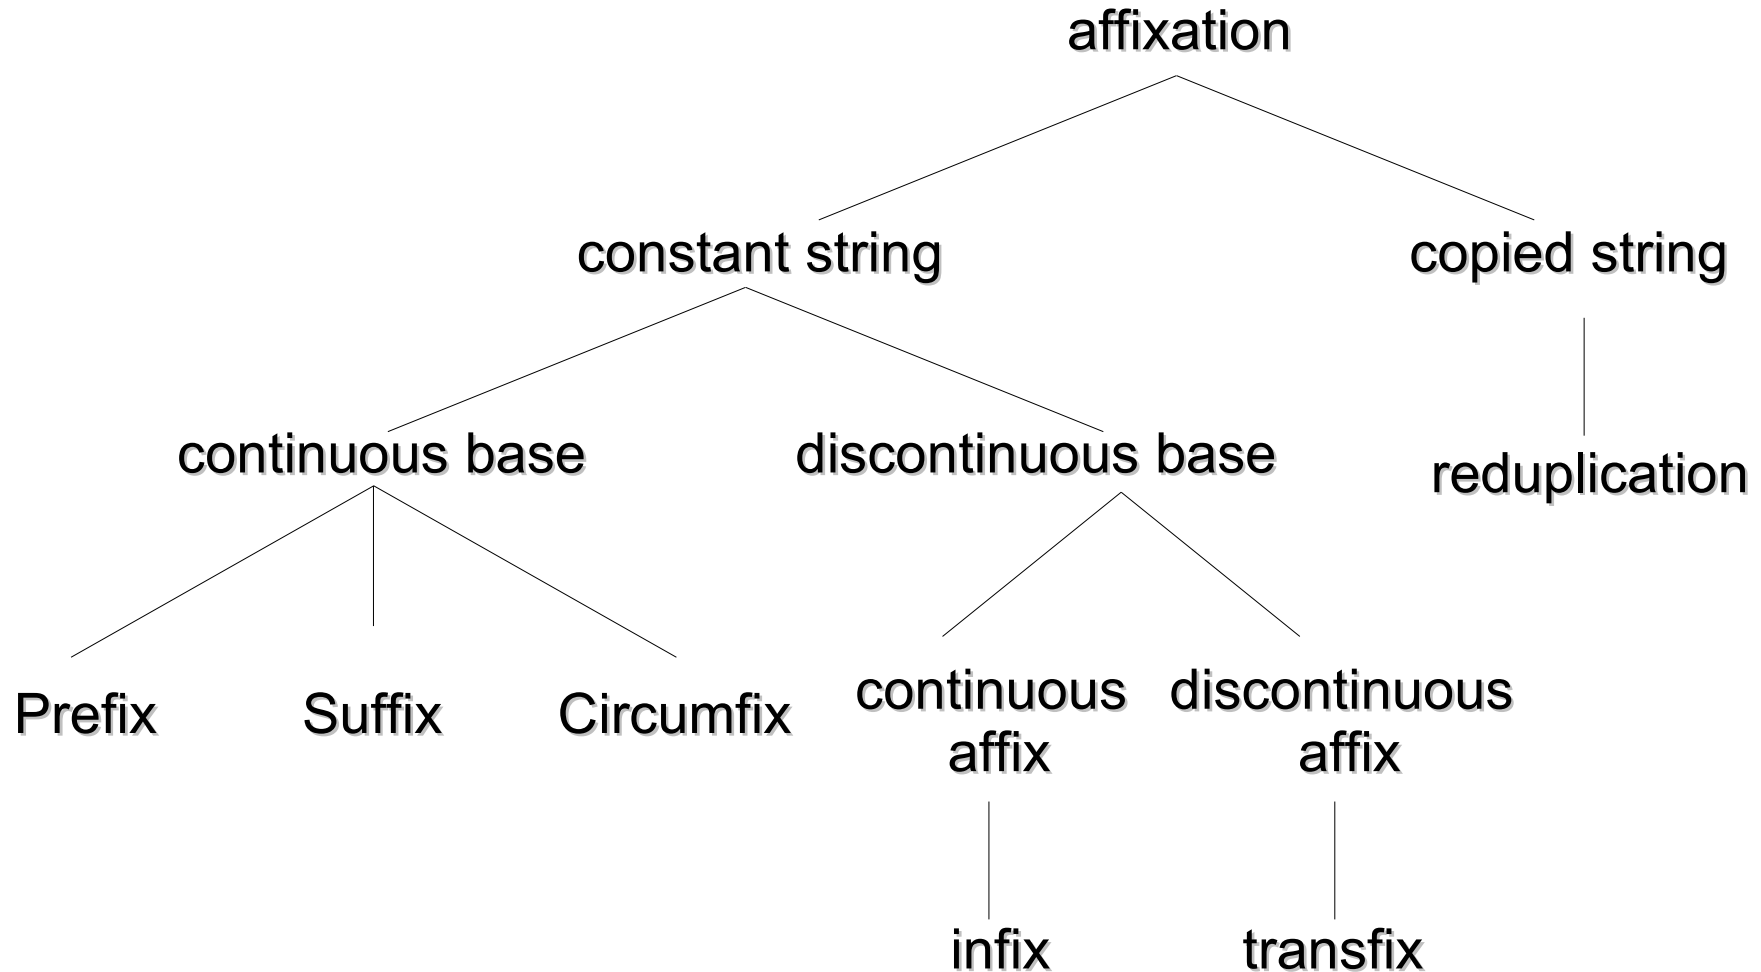 affixation
constant string
copied string
continuous base
discontinuous base
reduplication
Prefix
Suffix
Circumfix
continuous
affix
discontinuous
affix
infix
transfix